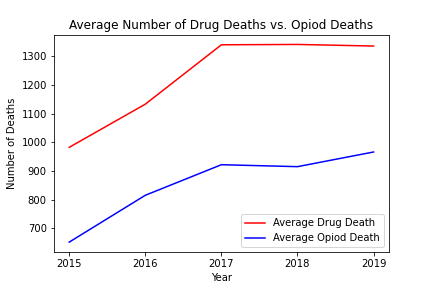 Average Number of Drug Deaths vs. Opiod Deaths
Number of Deaths
1300
1200
1100
1000
900
800
700
2015 2016 2017 2018 2019
Year
Average Drug Death
Average Opiod Death